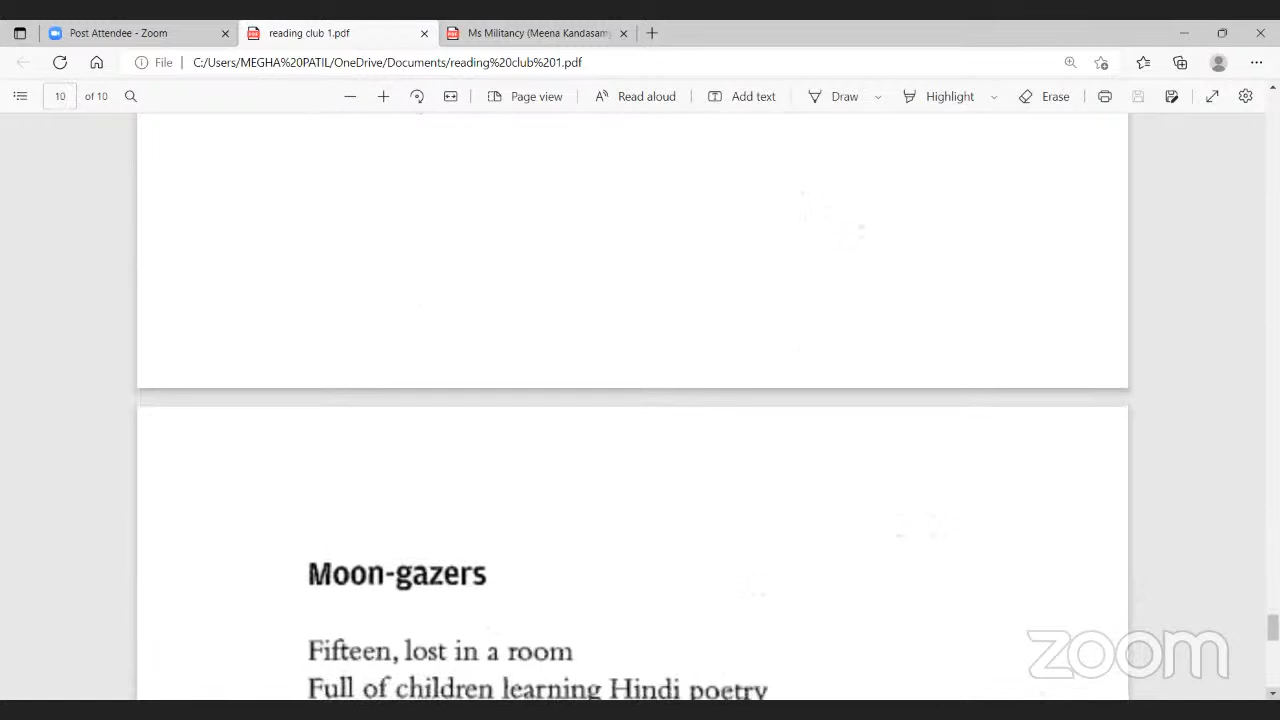 Post Attendee - Zoom
reading club 1.pdf
Ms Militancy (Meena Kandasamy
File
C:/Users/MEGHA%20PATIL/OneDrive/Documents/reading%20club%201.pdf
10 of 10
Page view
Read aloud
Add text
Draw
Highlight
Erase
Moon-gazers
Fifteen, lost in a room
Full of children learning Hindi poetry
zoom